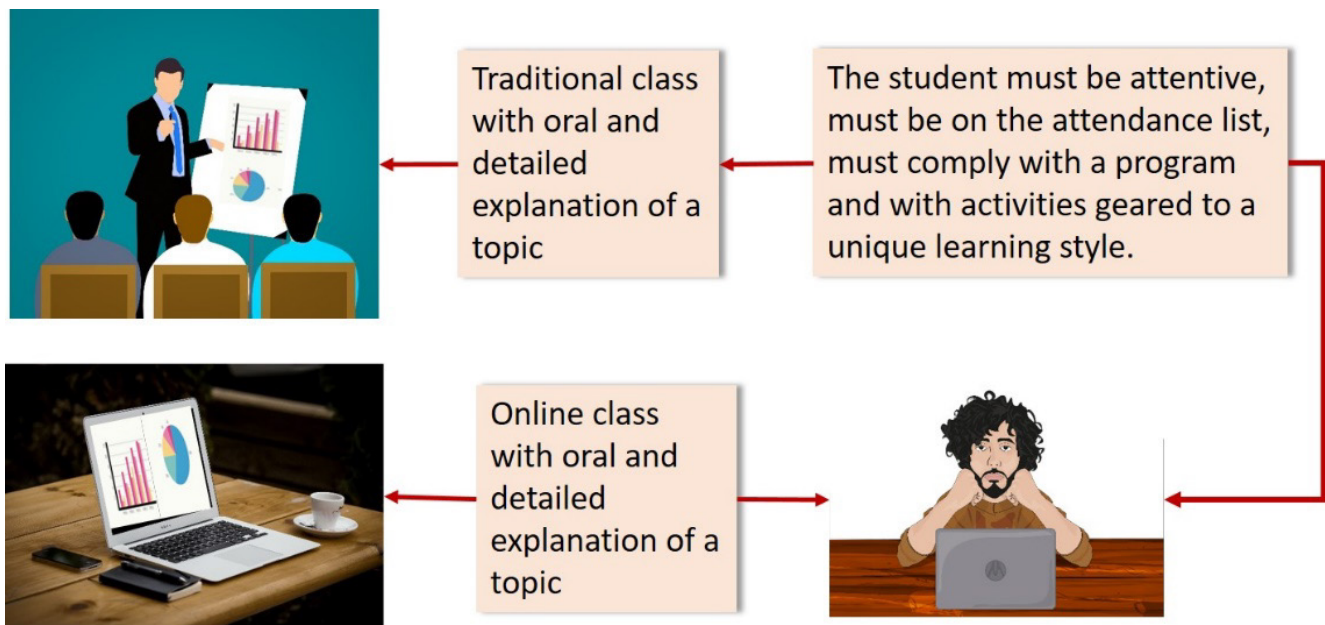 Traditional class
with oral and
detailed
explanation of a
topic
The student must be attentive,
must be on the attendance list,
must comply with a program
and with activities geared to a
unique learning style.
Online class
with oral and
detailed
explanation of a
topic